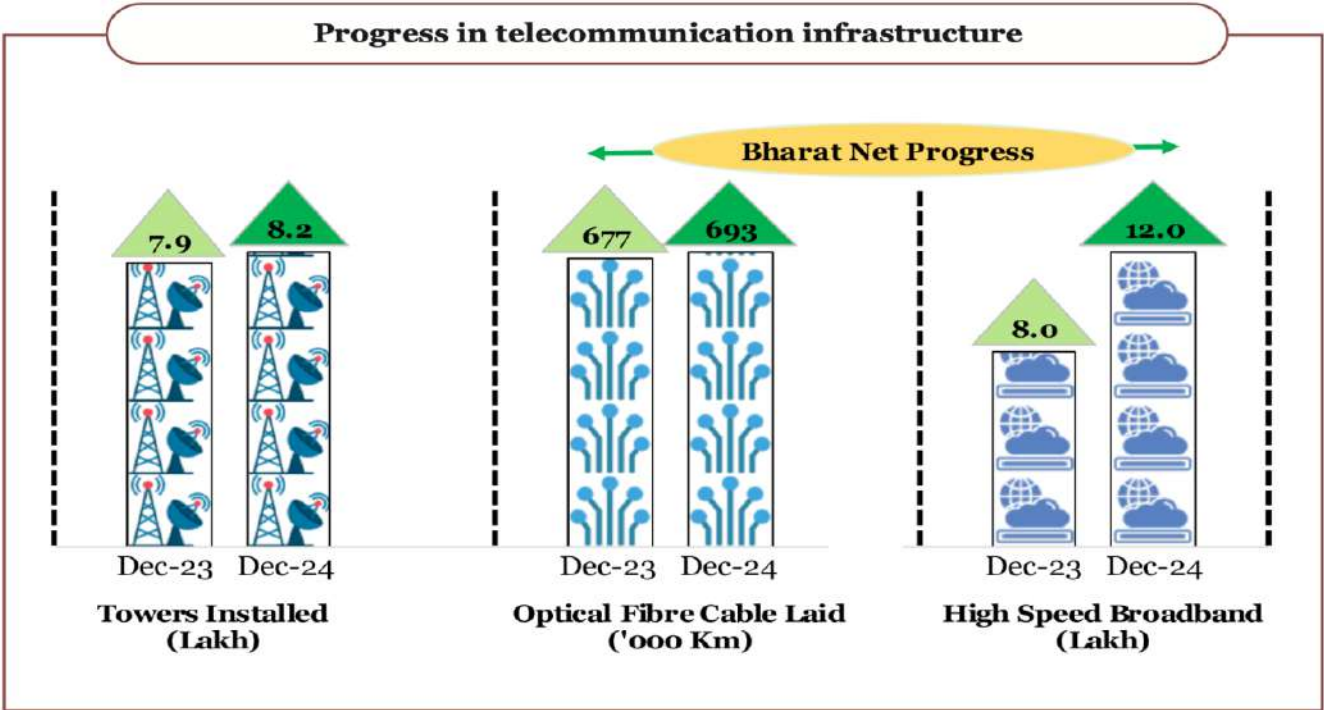 Progress in telecommunication infrastructure
Bharat Net Progress
7.9
8.2
Dec-23
Dec-24
Towers Installed
(Lakh)
677
693
Dec-23
Dec-24
Optical Fibre Cable Laid
('000 Km)
8.0
12.0
Dec-23
Dec-24
High Speed Broadband
(Lakh)